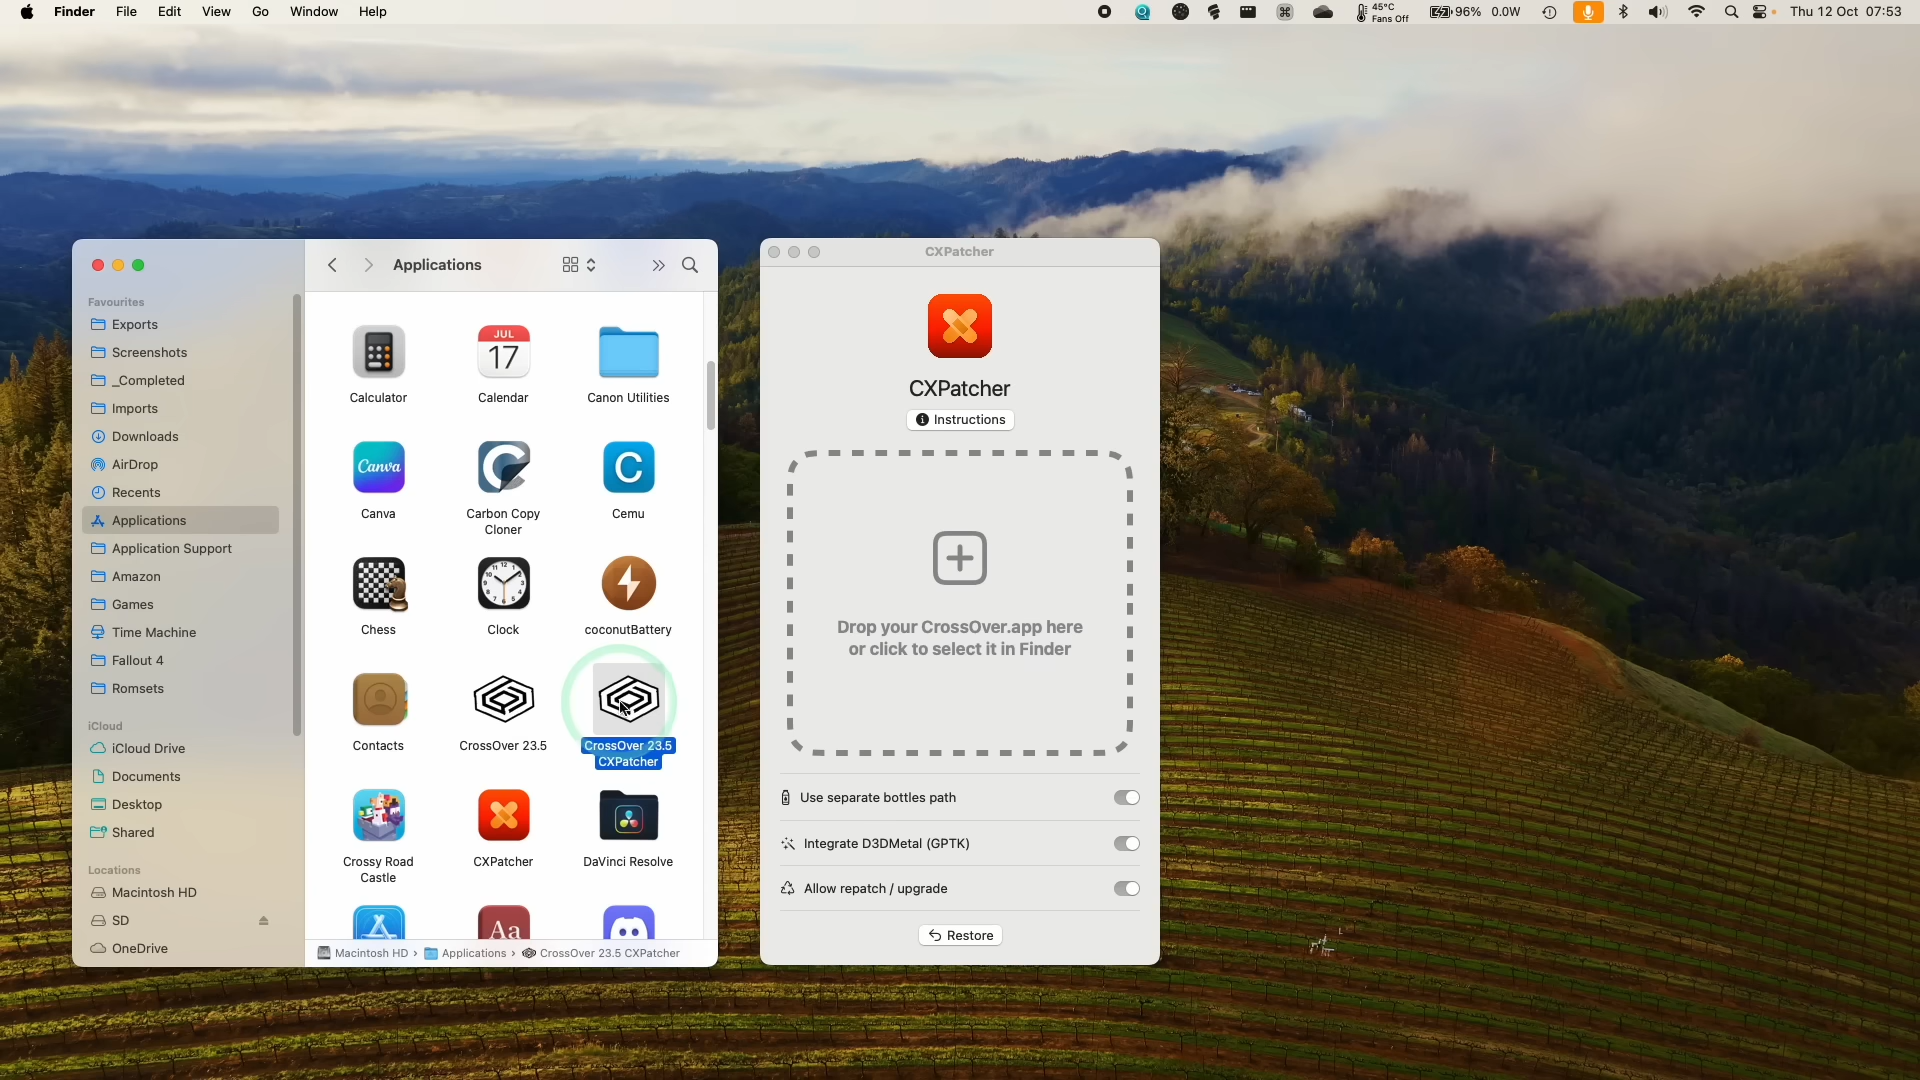 Finder File Edit View Go Window Help
45°C
Fans Off
96% 0.0W
Thu 12 Oct 07:53
Applications
Favourites
Exports
Screenshots
_Completed
Imports
Downloads
AirDrop
Recents
Applications
Application Support
Amazon
Games
Time Machine
Fallout 4
Romsets
iCloud
iCloud Drive
Documents
Desktop
Shared
Locations
Macintosh HD
SD
OneDrive
JUL
17
Calculator
Calendar
Canon Utilities
Canva
C
Canva
Carbon Copy
Cloner
Cemu
Chess
Clock
coconutBattery
Contacts
CrossOver 23.5
CrossOver 23.5
CXPatcher
Crossy Road
Castle
CXPatcher
DaVinci Resolve
Aa
Macintosh HD › Applications › CrossOver 23.5 CXPatcher
CXPatcher
CXPatcher
Instructions
Drop your CrossOver.app here
or click to select it in Finder
Use separate bottles path
Integrate D3DMetal (GPTK)
Allow repatch / upgrade
Restore